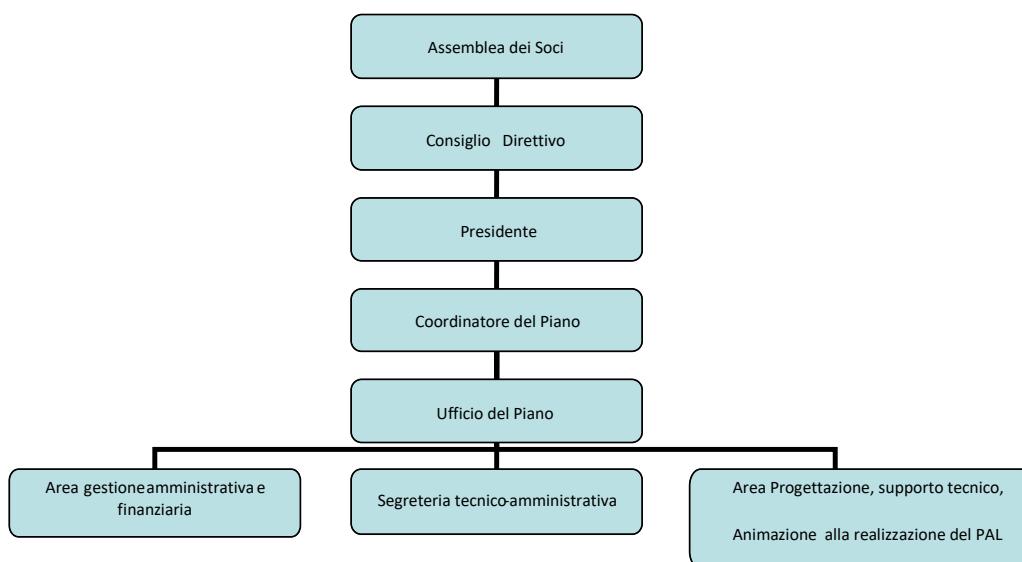 Assemblea dei Soci
Consiglio Direttivo
Presidente
Coordinatore del Piano
Ufficio del Piano
Area gestione amministrativa e
finanziaria
Segreteria tecnico-amministrativa
Area Progettazione, supporto tecnico,
Animazione alla realizzazione del PAL